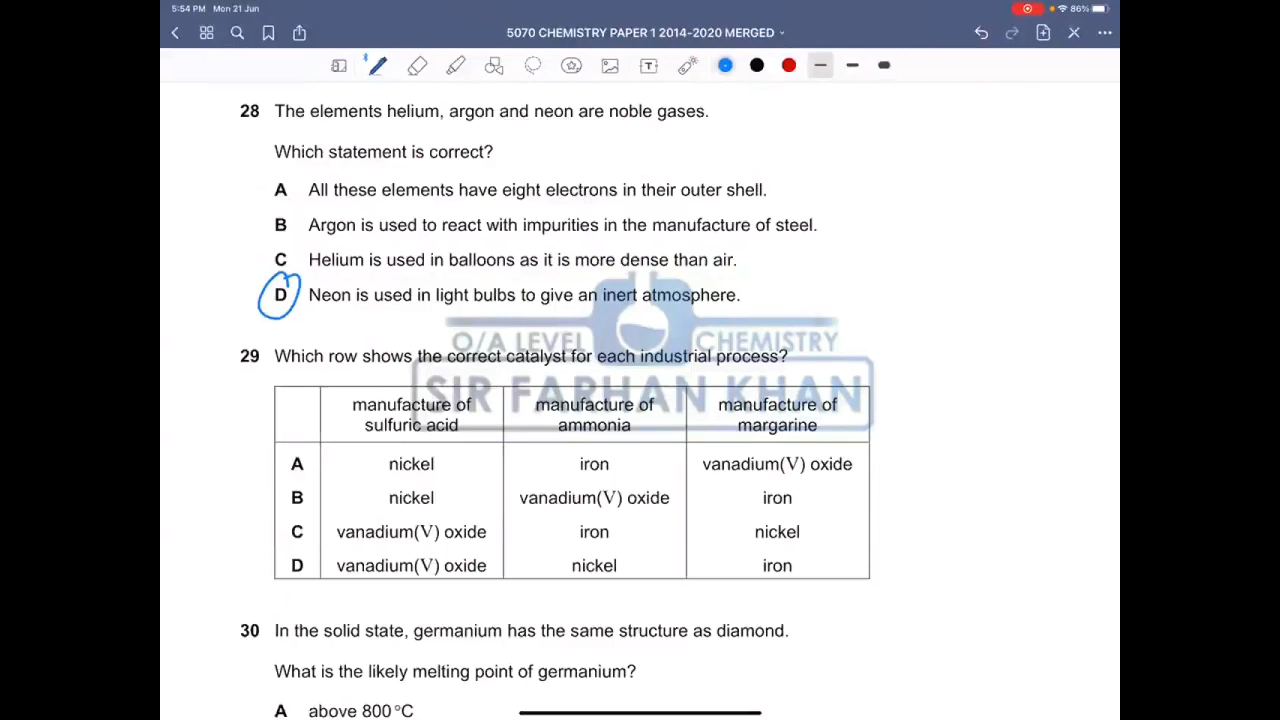 5:54 PM Mon 21 Jun
86%
5070 CHEMISTRY PAPER 1 2014-2020 MERGED
28 The elements helium, argon and neon are noble gases.
Which statement is correct?
A All these elements have eight electrons in their outer shell.
B Argon is used to react with impurities in the manufacture of steel.
C Helium is used in balloons as it is more dense than air.
D Neon is used in light bulbs to give an inert atmosphere.
O/A LEVEL CHEMISTRY
29 Which row shows the correct catalyst for each industrial process?
SIR FARHAN KHAN
manufacture of sulfuric acid manufacture of ammonia manufacture of margarine
A nickel iron vanadium(V) oxide
B nickel vanadium(V) oxide iron
C vanadium(V) oxide iron nickel
D vanadium(V) oxide nickel iron
30 In the solid state, germanium has the same structure as diamond.
What is the likely melting point of germanium?
A above 800 °C